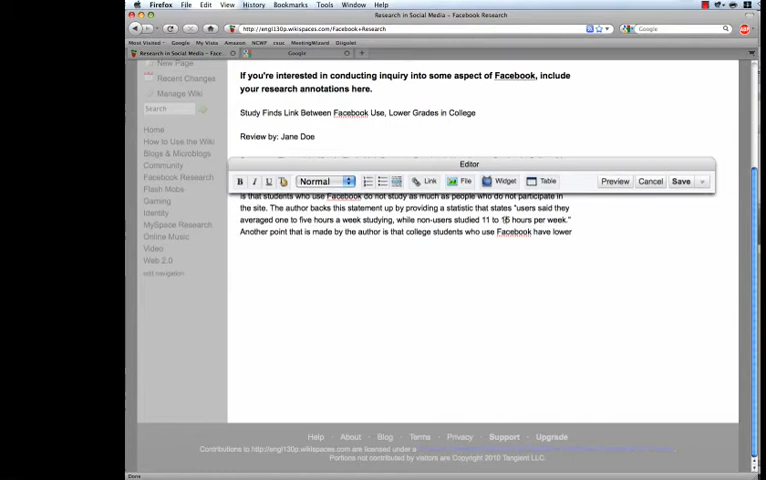 Firefox File Edit View History Bookmarks Tools Window Help
Research in Social Media – Facebook Research
http://engl130p.wikispaces.com/Facebook+Research
Google
Most Visited Google My Wiki Amazon NCWP csuc MeetingWizard Diigolet
Research in Social Media – Face... Google
New Page
Recent Changes
Manage Wiki
Search
Home
How to Use the Wiki
Blogs & Microblogs
Community
Facebook Research
Flash Mobs
Gaming
Identity
MySpace Research
Online Music
Video
Web 2.0
edit navigation
If you're interested in conducting inquiry into some aspect of Facebook, include
your research annotations here.
Study Finds Link Between Facebook Use, Lower Grades in College
Review by: Jane Doe
Editor
B I U Normal Link File Widget Table Preview Cancel Save
is that students who use Facebook do not study as much as people who do not participate in
the site. The author backs this statement up by providing a statistic that states "users said they
averaged one to five hours a week studying, while non-users studied 11 to 15 hours per week."
Another point that is made by the author is that college students who use Facebook have lower
Help About Blog Terms Privacy Support Upgrade
Contributions to http://engl130p.wikispaces.com are licensed under a
Portions not contributed by visitors are Copyright 2010 Tangient LLC.
Done